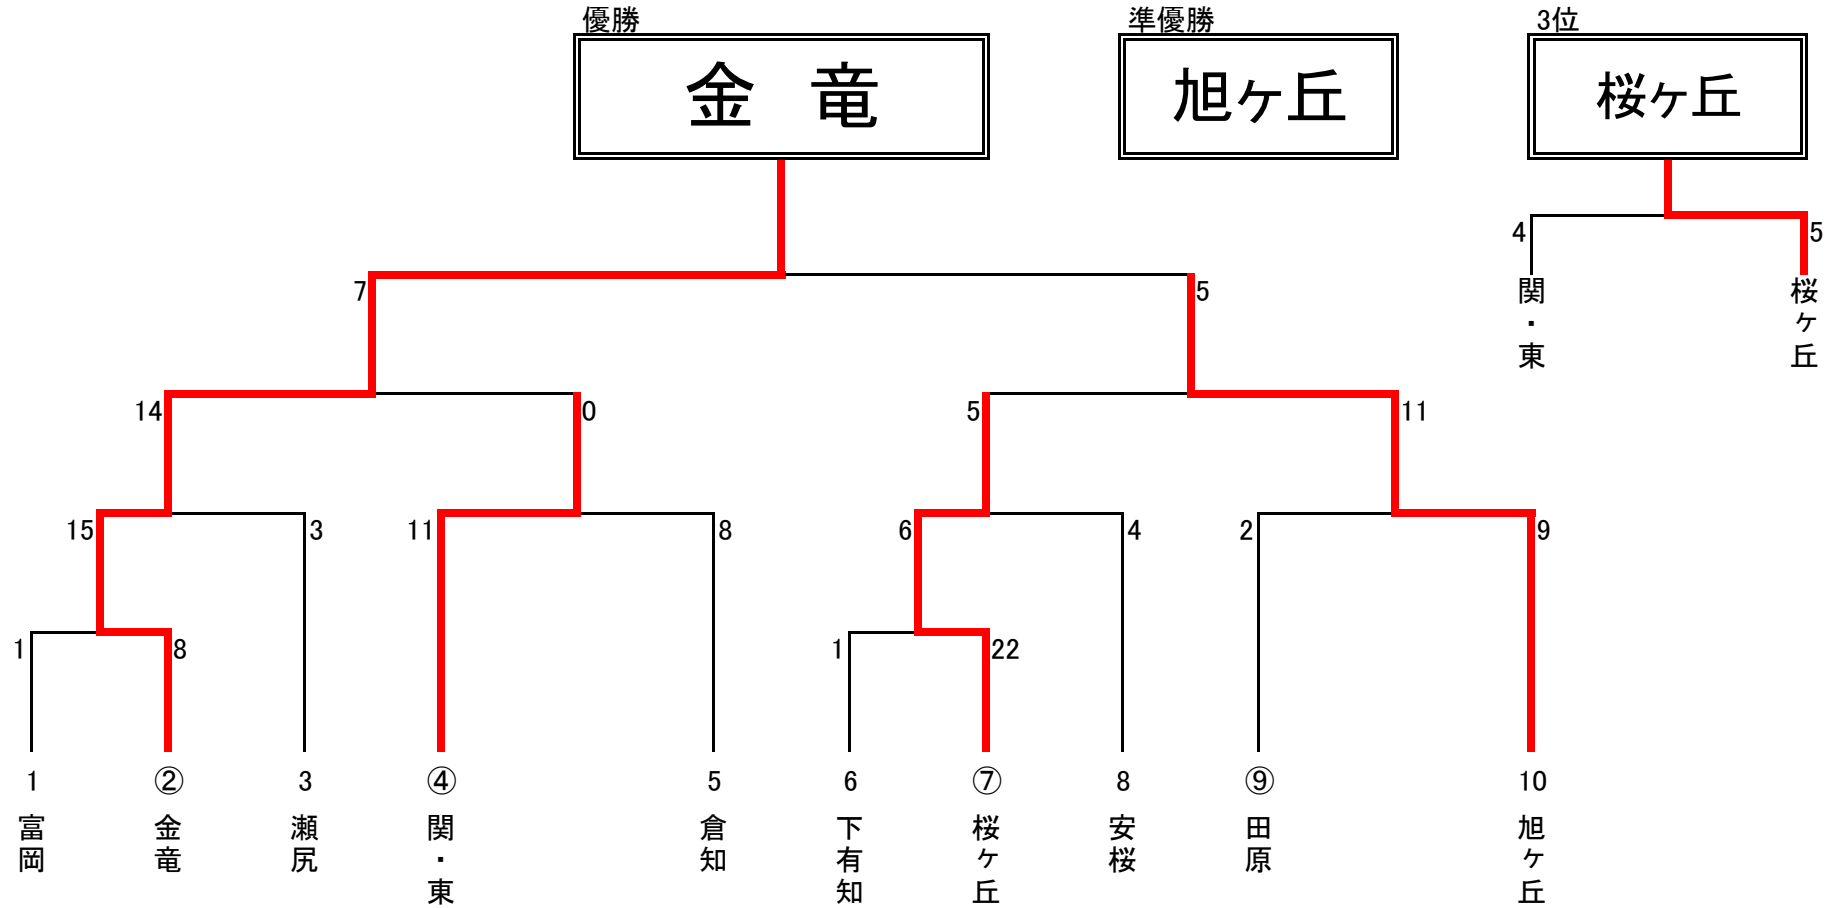 優勝
準優勝
3位
金　竜
旭ヶ丘
桜ヶ丘
4
5
関・東
桜ヶ丘
7
5
14
0
5
11
15
3
11
8
6
4
2
9
1
8
1
22
1
②
3
④
5
6
⑦
8
⑨
10
富岡
金竜
瀬尻
関・東
倉知
下有知
桜ヶ丘
安桜
田原
旭ヶ丘